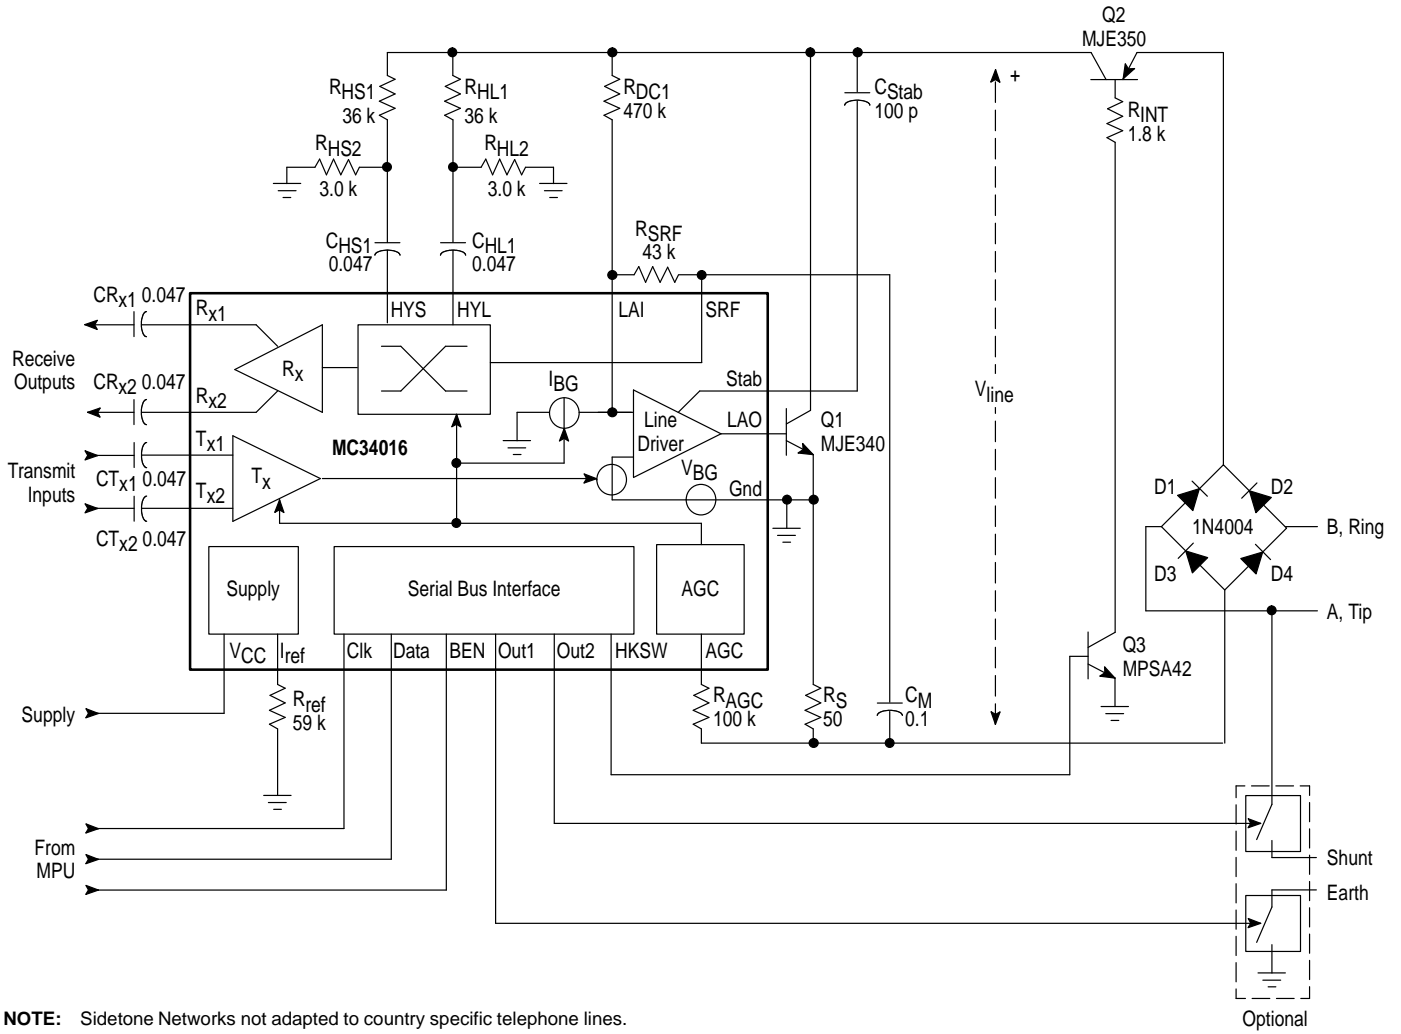 Q2
MJE350
RHS1
36 k
RHL1
36 k
RDC1
470 k
CStab
100 p
+
RINT
1.8 k
RHS2
3.0 k
RHL2
3.0 k
RSRF
43 k
CHS1
0.047
CHL1
0.047
CRx1 0.047
Rx1
HYS
HYL
LAI
SRF
Receive
Outputs
Rx
CRx2 0.047
Rx2
IBG
Stab
Vline
Line
Driver
LAO
Q1
MJE340
Tx1
MC34016
Transmit
Inputs
CTx1 0.047
Tx
Tx2
VBG
Gnd
CTx2 0.047
D1
D2
1N4004
B, Ring
D3
D4
Supply
Serial Bus Interface
AGC
A, Tip
VCC
Iref
Clk
Data
BEN
Out1
Out2
HKSW
AGC
Q3
MPSA42
Supply
Rref
59 k
RAGC
100 k
RS
50
CM
0.1
From
MPU
Shunt
Earth
Optional
NOTE: Sidetone Networks not adapted to country specific telephone lines.